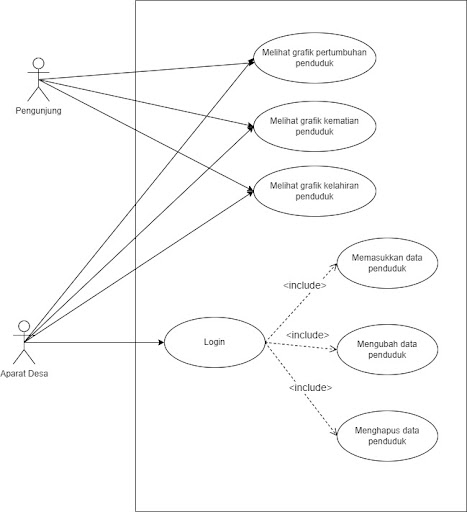 Melihat grafik pertumbuhan
penduduk
Pengunjung
Melihat grafik kematian
penduduk
Melihat grafik kelahiran
penduduk
Memasukkan data
penduduk
<include>
Login
<include>
Mengubah data
penduduk
Aparat Desa
<include>
Menghapus data
penduduk